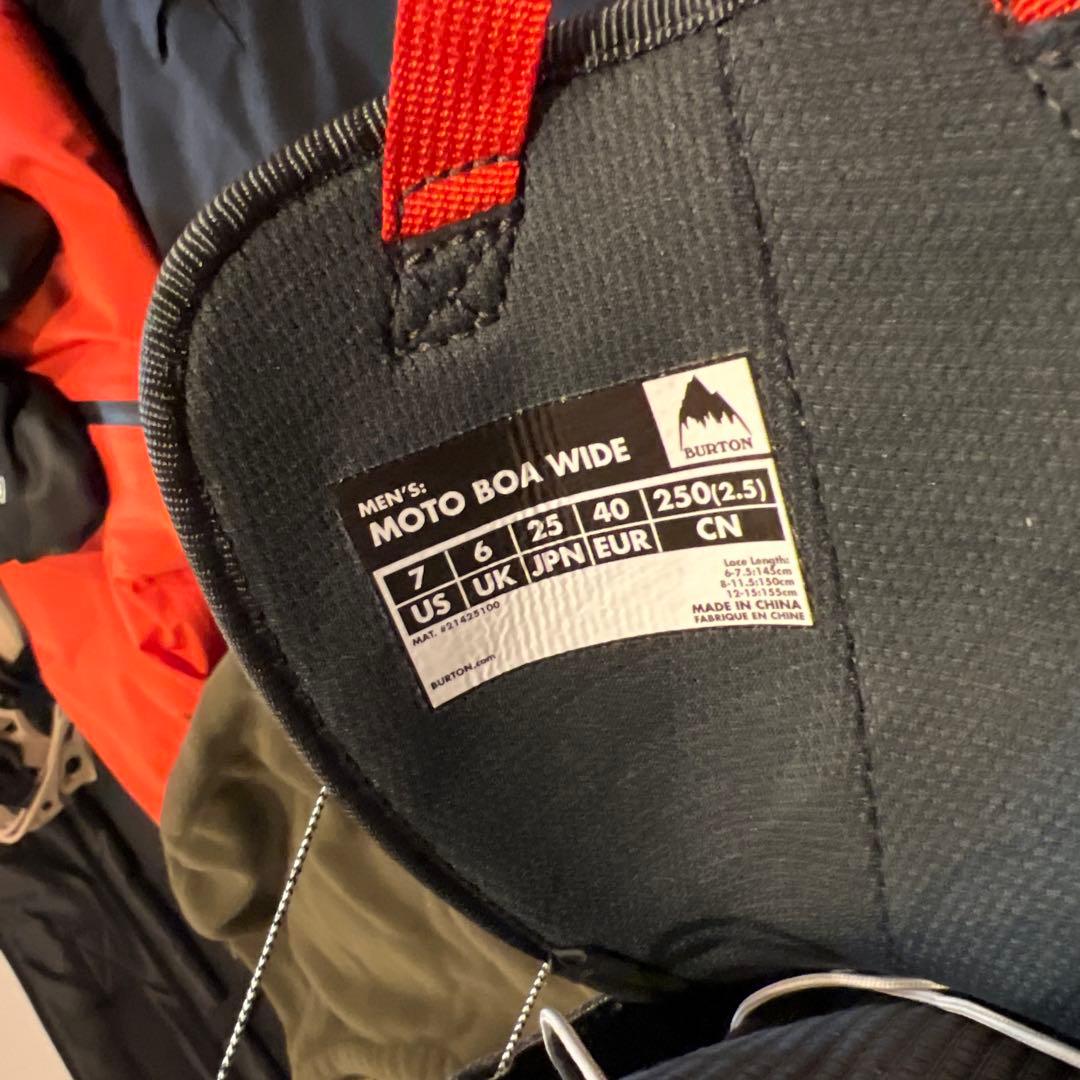 MEN'S:
MOTO BOA WIDE
BURTON
7 6 25 40 250(2.5)
US UK JPN EUR CN
MAT. #21425100
Lace Length:
6-7.5:145cm
8-11.5:150cm
12-15:155cm
MADE IN CHINA
FABRIQUE EN CHINE
BURTON.com